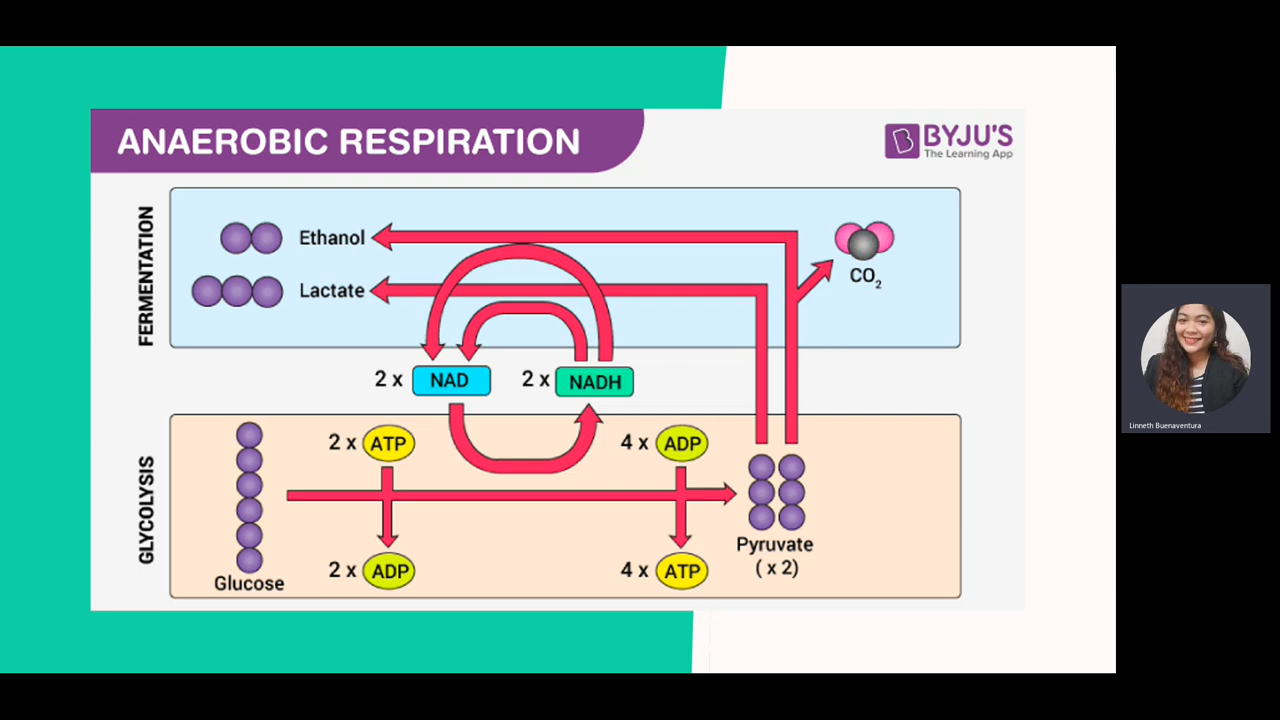 ANAEROBIC RESPIRATION
BYJU'S
The Learning App
FERMENTATION
Ethanol
Lactate
CO₂
2 x NAD
2 x NADH
GLYCOLYSIS
2 x ATP
4 x ADP
Glucose
2 x ADP
4 x ATP
Pyruvate
( x 2)
Linneth Buenaventura